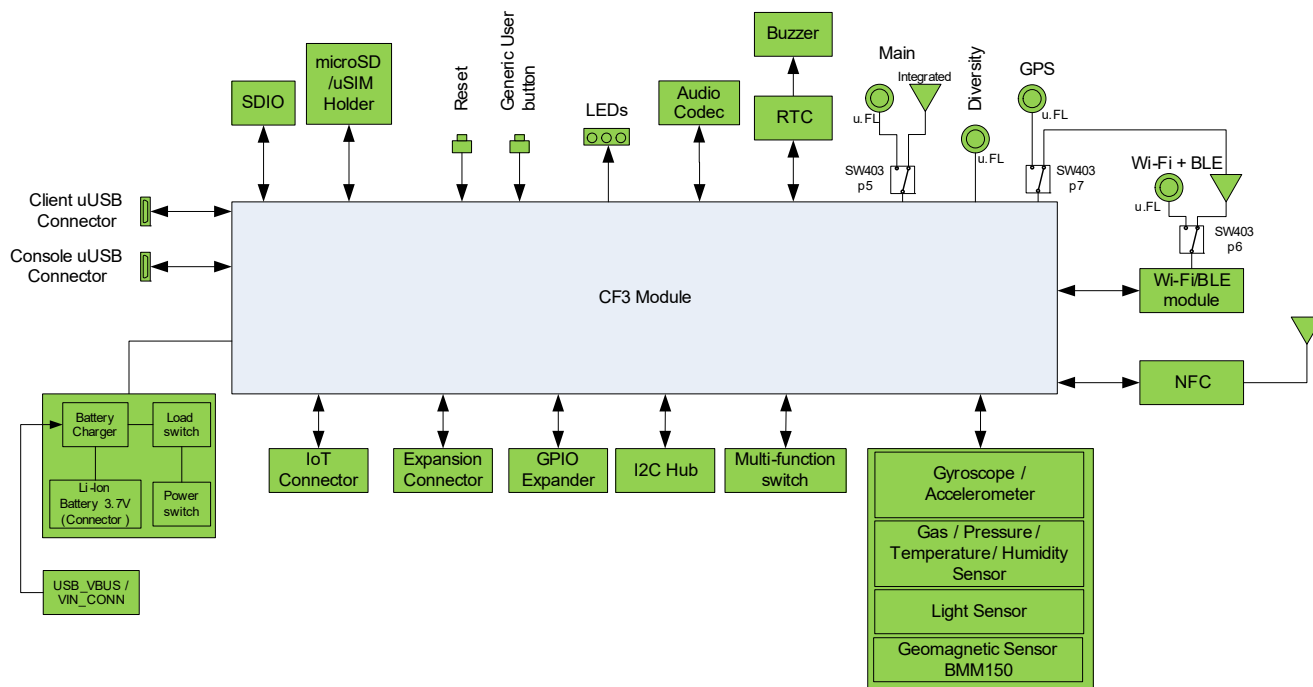 Buzzer
Main
Integrated
Diversity
GPS
microSD
/uSIM
Holder
Reset
Generic User
button
SDIO
LEDs
Audio
Codec
RTC
u.FL
u.FL
u.FL
SW403
p5
SW403
p7
Wi-Fi + BLE
u.FL
SW403
p6
Client uUSB
Connector
Console uUSB
Connector
CF3 Module
Wi-Fi/BLE
module
NFC
Battery
Charger
Load
switch
Li-Ion
Battery 3.7V
(Connector )
Power
switch
USB_VBUS /
VIN_CONN
IoT
Connector
Expansion
Connector
GPIO
Expander
I2C Hub
Multi-function
switch
Gyroscope /
Accelerometer
Gas / Pressure /
Temperature / Humidity
Sensor
Light Sensor
Geomagnetic Sensor
BMM150